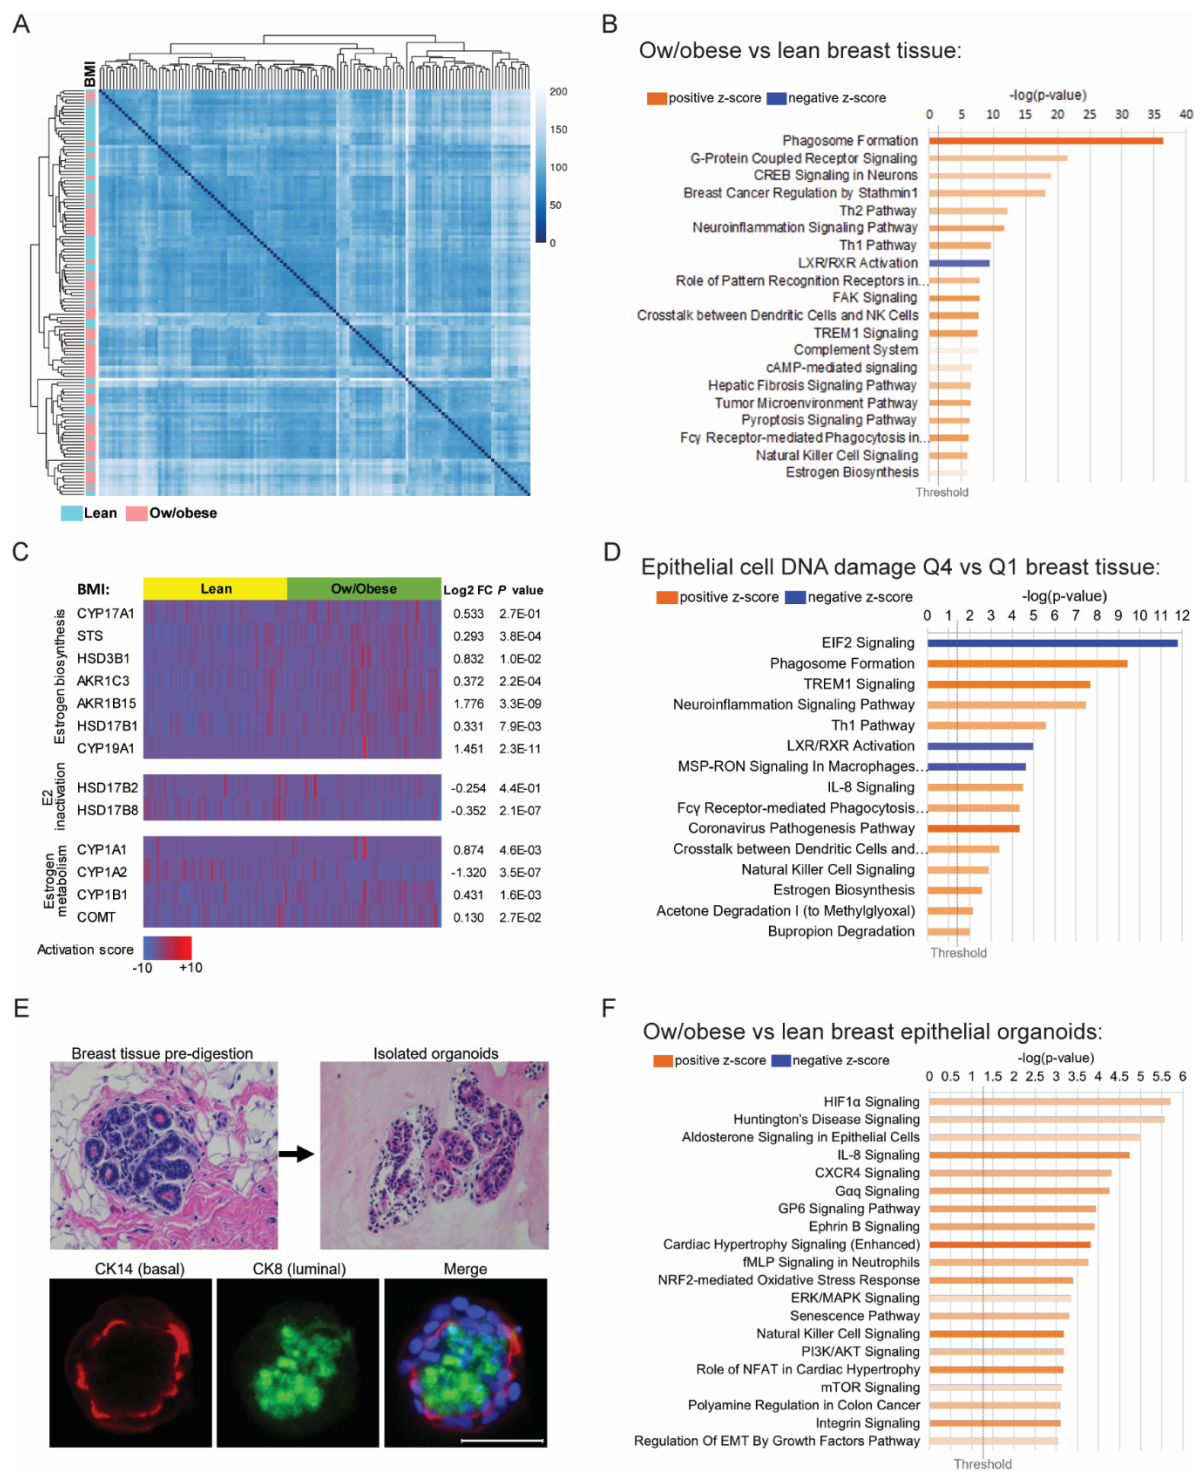 A
BMI
200
150
100
50
0
Lean
Ow/obese
B
Ow/obese vs lean breast tissue:
positive z-score
negative z-score
-log(p-value)
0 5 10 15 20 25 30 35 40
Phagosome Formation
G-Protein Coupled Receptor Signaling
CREB Signaling in Neurons
Breast Cancer Regulation by Stathmin1
Th2 Pathway
Neuroinflammation Signaling Pathway
Th1 Pathway
LXR/RXR Activation
Role of Pattern Recognition Receptors in...
FAK Signaling
Crosstalk between Dendritic Cells and NK Cells
TREM1 Signaling
Complement System
cAMP-mediated signaling
Hepatic Fibrosis Signaling Pathway
Tumor Microenvironment Pathway
Pyroptosis Signaling Pathway
Fcγ Receptor-mediated Phagocytosis in...
Natural Killer Cell Signaling
Estrogen Biosynthesis
Threshold
C
BMI: Lean Ow/Obese Log2 FC P value
Estrogen biosynthesis
CYP17A1 0.533 2.7E-01
STS 0.293 3.8E-04
HSD3B1 0.832 1.0E-02
AKR1C3 0.372 2.2E-04
AKR1B15 1.776 3.3E-09
HSD17B1 0.331 7.9E-03
CYP19A1 1.451 2.3E-11
E2
inactivation
HSD17B2 -0.254 4.4E-01
HSD17B8 -0.352 2.1E-07
Estrogen
metabolism
CYP1A1 0.874 4.6E-03
CYP1A2 -1.320 3.5E-07
CYP1B1 0.431 1.6E-03
COMT 0.130 2.7E-02
Activation score
-10 +10
D
Epithelial cell DNA damage Q4 vs Q1 breast tissue:
positive z-score
negative z-score
-log(p-value)
0 1 2 3 4 5 6 7 8 9 10 11 12
EIF2 Signaling
Phagosome Formation
TREM1 Signaling
Neuroinflammation Signaling Pathway
Th1 Pathway
LXR/RXR Activation
MSP-RON Signaling In Macrophages...
IL-8 Signaling
Fcγ Receptor-mediated Phagocytosis...
Coronavirus Pathogenesis Pathway
Crosstalk between Dendritic Cells and...
Natural Killer Cell Signaling
Estrogen Biosynthesis
Acetone Degradation I (to Methylglyoxal)
Bupropion Degradation
Threshold
E
Breast tissue pre-digestion
Isolated organoids
CK14 (basal)
CK8 (luminal)
Merge
F
Ow/obese vs lean breast epithelial organoids:
positive z-score
negative z-score
-log(p-value)
0 0.5 1 1.5 2 2.5 3 3.5 4 4.5 5 5.5 6
HIF1α Signaling
Huntington's Disease Signaling
Aldosterone Signaling in Epithelial Cells
IL-8 Signaling
CXCR4 Signaling
Gαq Signaling
GP6 Signaling Pathway
Ephrin B Signaling
Cardiac Hypertrophy Signaling (Enhanced)
fMLP Signaling in Neutrophils
NRF2-mediated Oxidative Stress Response
ERK/MAPK Signaling
Senescence Pathway
Natural Killer Cell Signaling
PI3K/AKT Signaling
Role of NFAT in Cardiac Hypertrophy
mTOR Signaling
Polyamine Regulation in Colon Cancer
Integrin Signaling
Regulation Of EMT By Growth Factors Pathway
Threshold